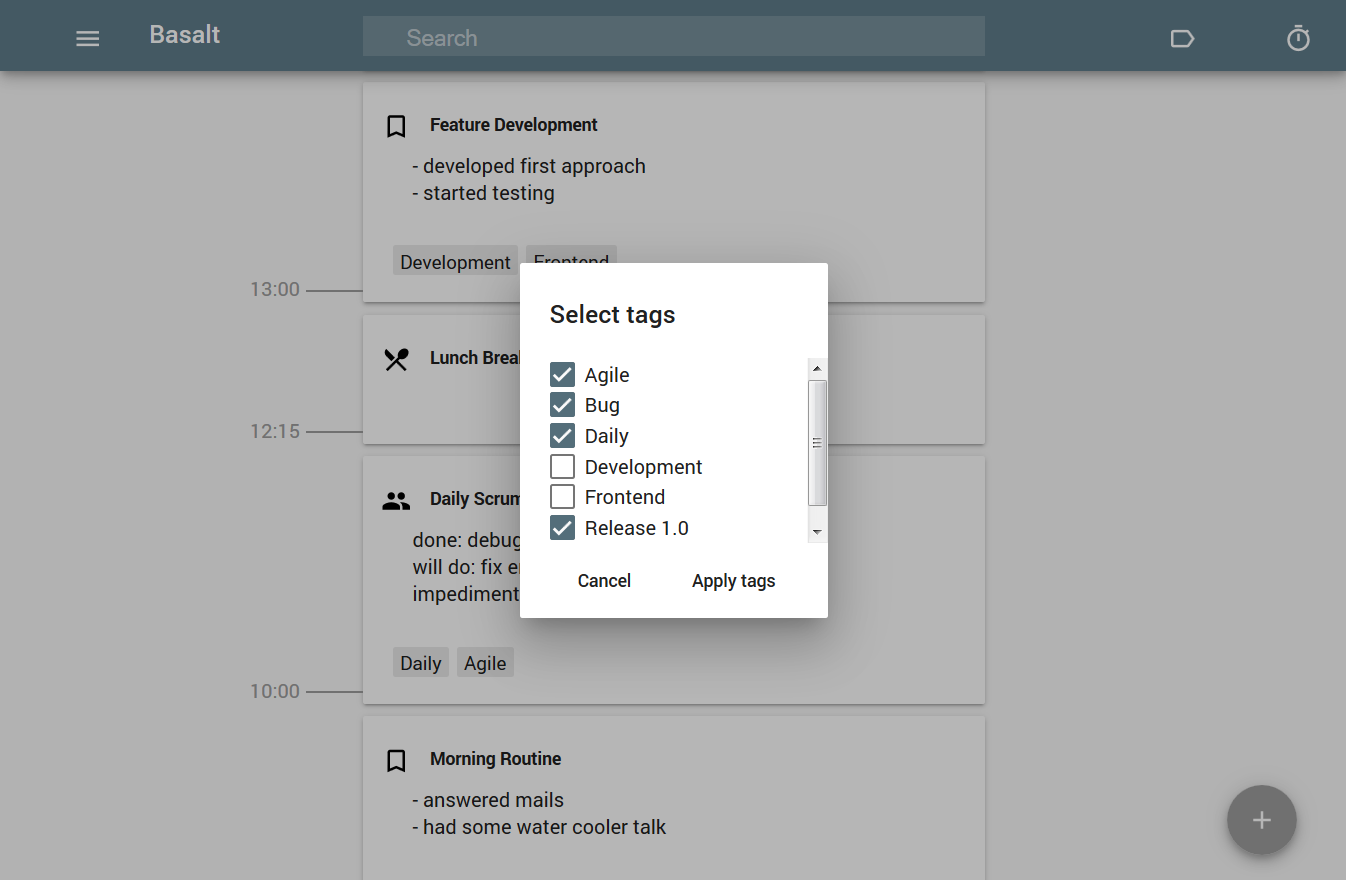 Basalt
Search
Feature Development
- developed first approach
- started testing
Development Frontend
13:00
Lunch Brea
12:15
Daily Scrum
done: debug
will do: fix
impediment
Daily Agile
10:00
Morning Routine
- answered mails
- had some water cooler talk
Select tags
Agile
Bug
Daily
Development
Frontend
Release 1.0
Cancel Apply tags